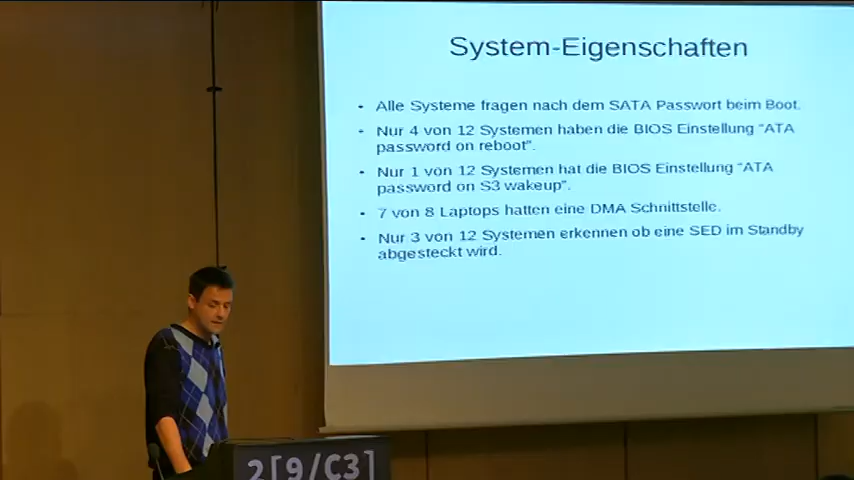 System-Eigenschaften
Alle Systeme fragen nach dem SATA Passwort beim Boot.
Nur 4 von 12 Systemen haben die BIOS Einstellung "ATA
password on reboot".
Nur 1 von 12 Systemen hat die BIOS Einstellung "ATA
password on S3 wakeup".
7 von 8 Laptops hatten eine DMA Schnittstelle.
Nur 3 von 12 Systemen erkennen ob eine SED im Standby
abgesteckt wird.
2[9/C3]